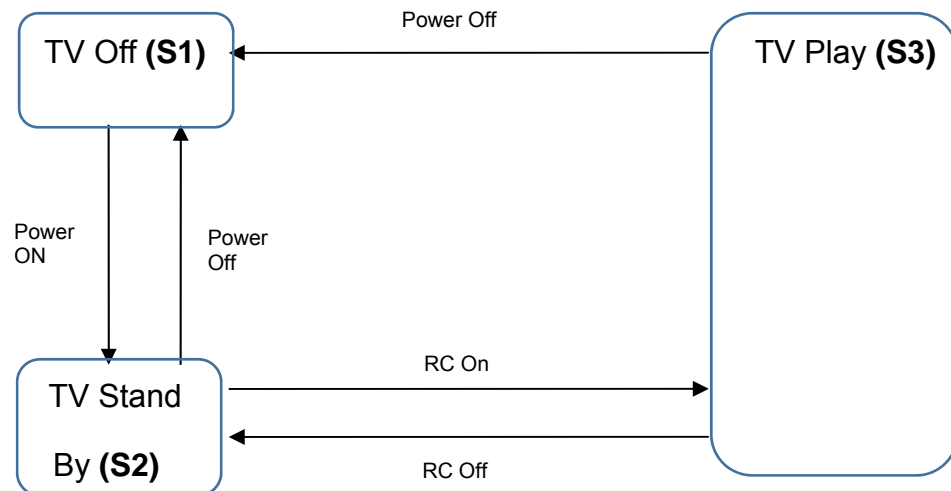 Power Off
TV Off (S1)
TV Play (S3)
Power
ON
Power
Off
RC On
TV Stand
By (S2)
RC Off